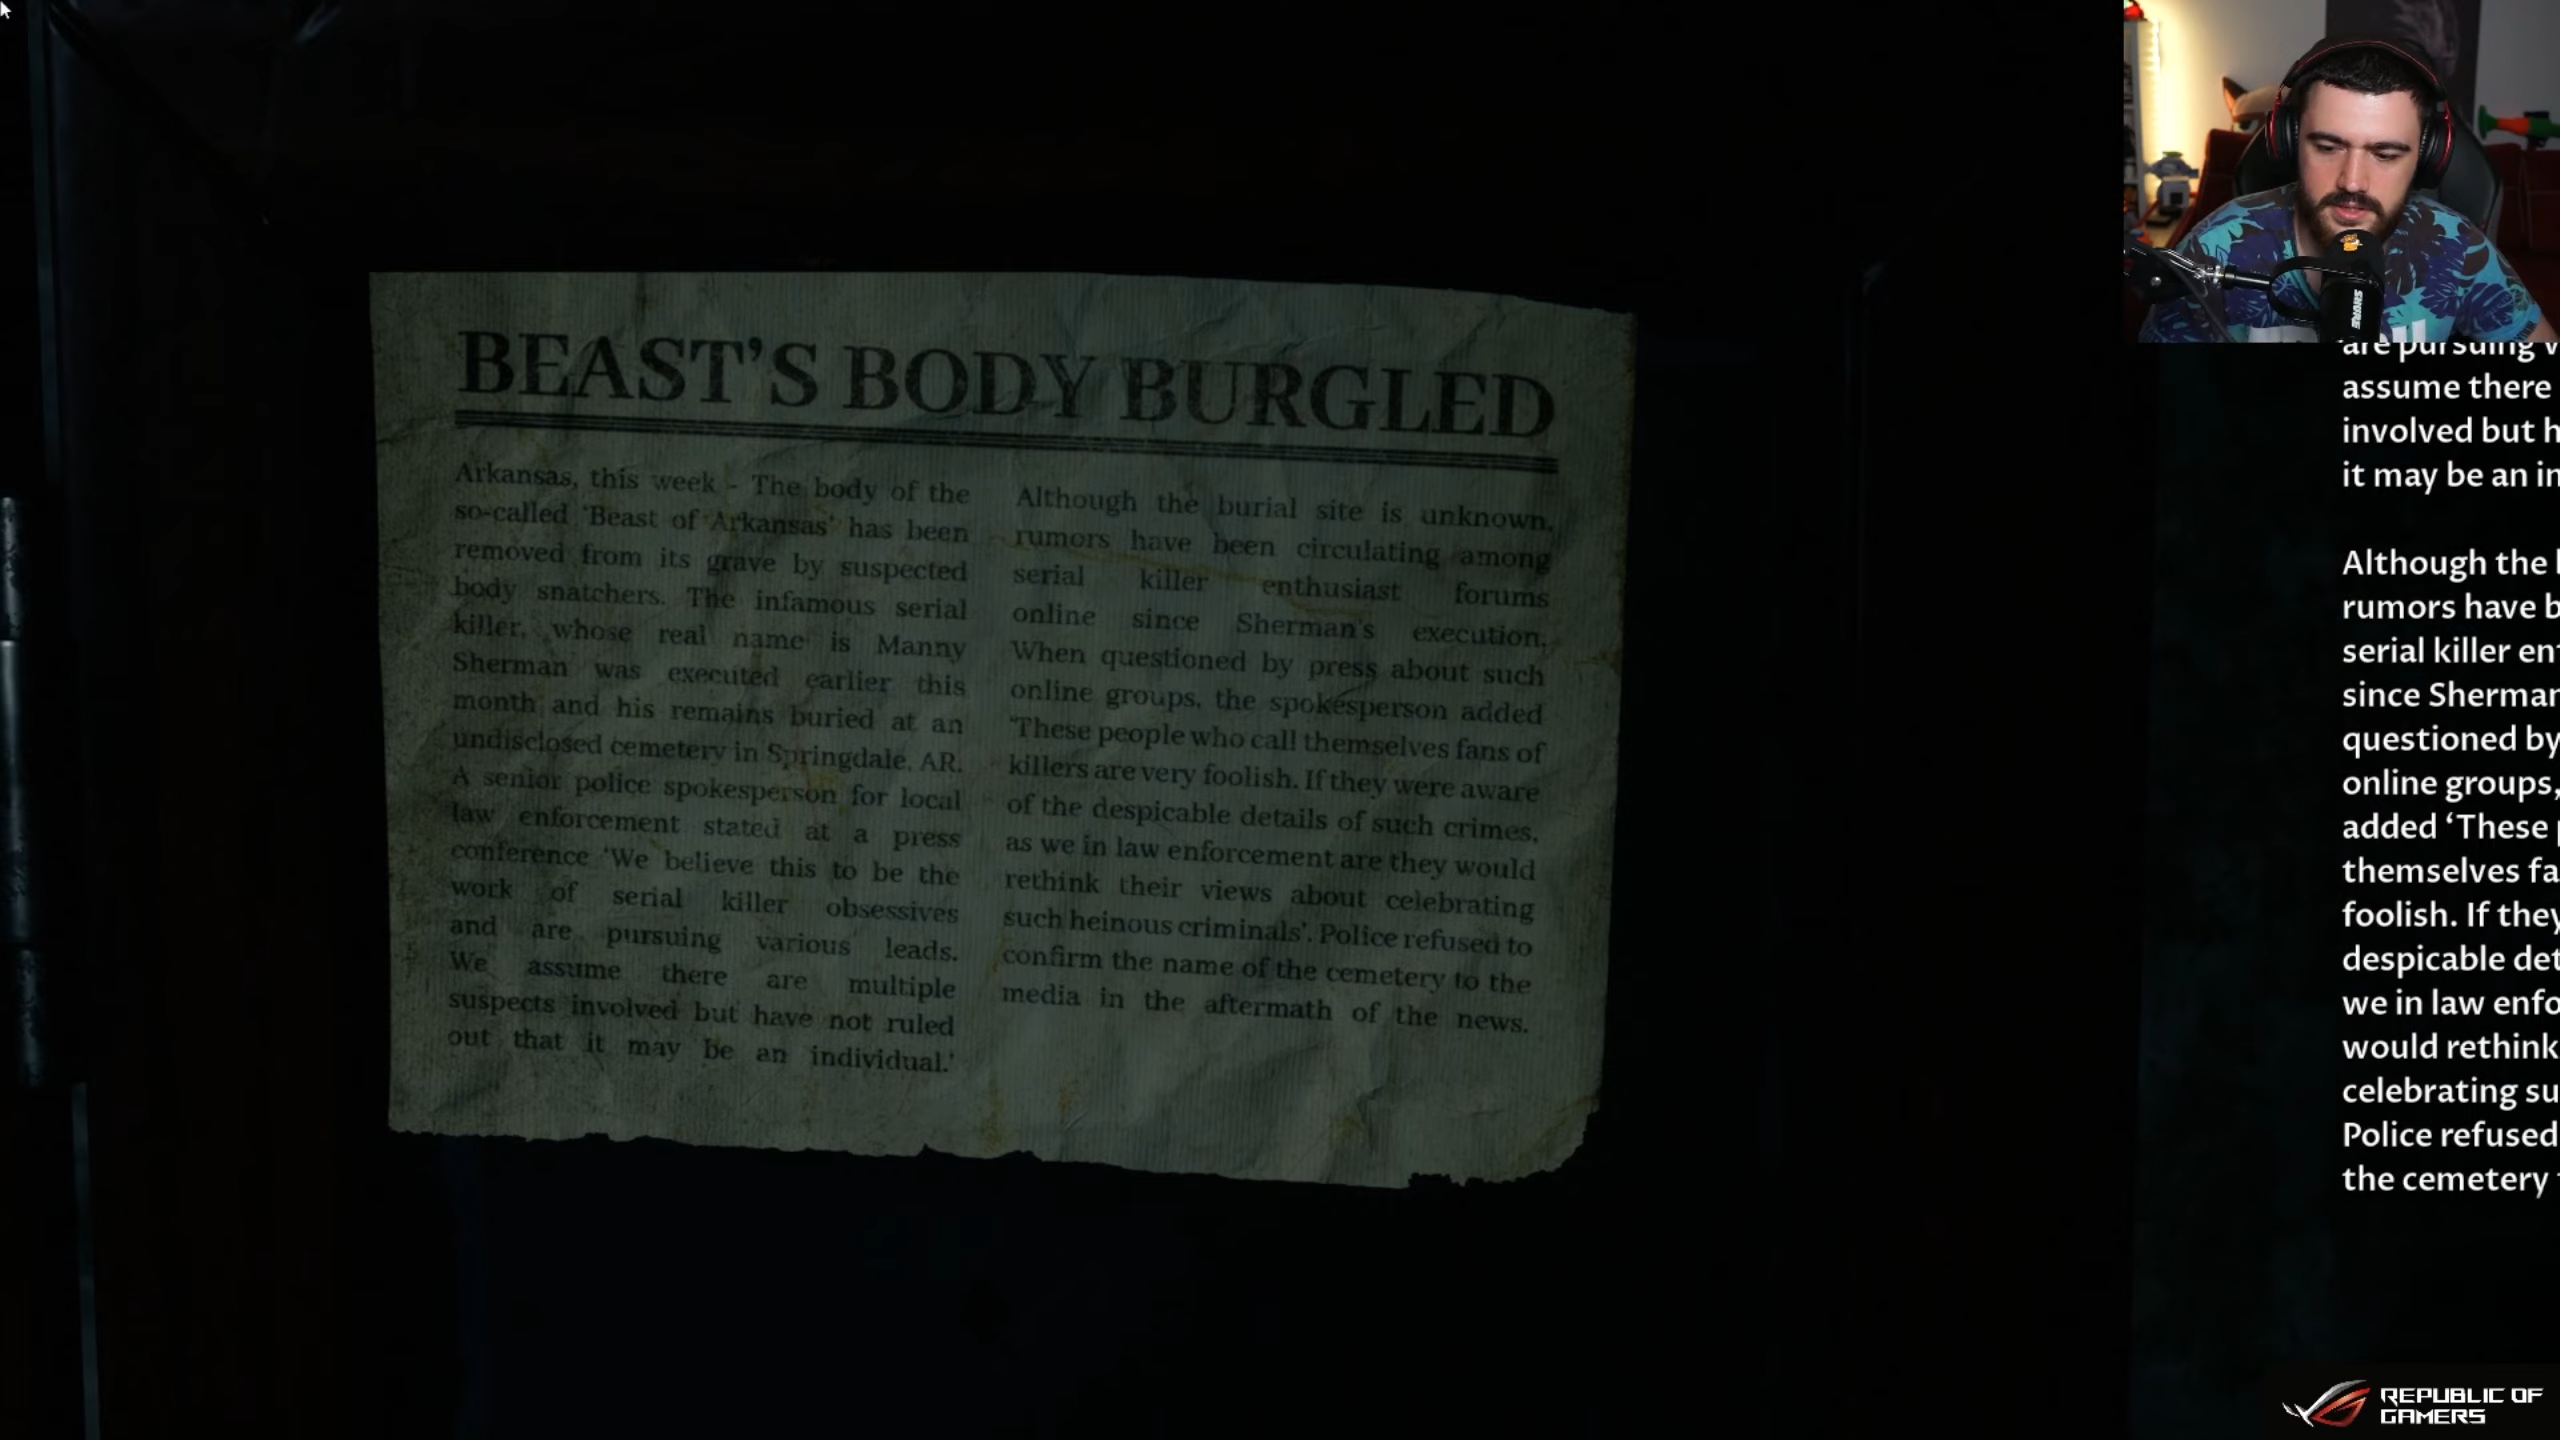 BEAST'S BODY BURGLED
Arkansas, this week - The body of the
so-called 'Beast of Arkansas' has been
removed from its grave by suspected
body snatchers. The infamous serial
killer, whose real name is Manny
Sherman was executed earlier this
month and his remains buried at an
undisclosed cemetery in Springdale, AR.
A senior police spokesperson for local
law enforcement stated at a press
conference 'We believe this to be the
work of serial killer obsessives
and are pursuing various leads.
We assume there are multiple
suspects involved but have not ruled
out that it may be an individual.'
Although the burial site is unknown,
rumors have been circulating among
serial killer enthusiast forums
online since Sherman's execution.
When questioned by press about such
online groups, the spokesperson added
'These people who call themselves fans of
killers are very foolish. If they were aware
of the despicable details of such crimes,
as we in law enforcement are they would
rethink their views about celebrating
such heinous criminals'. Police refused to
confirm the name of the cemetery to the
media in the aftermath of the news.
are pursuing v
assume there
involved but h
it may be an in
Although the
rumors have b
serial killer en
since Sherman
questioned by
online groups,
added 'These p
themselves fa
foolish. If they
despicable det
we in law enfo
would rethink
celebrating su
Police refused
the cemetery
SHURE
REPUBLIC OF
GAMERS